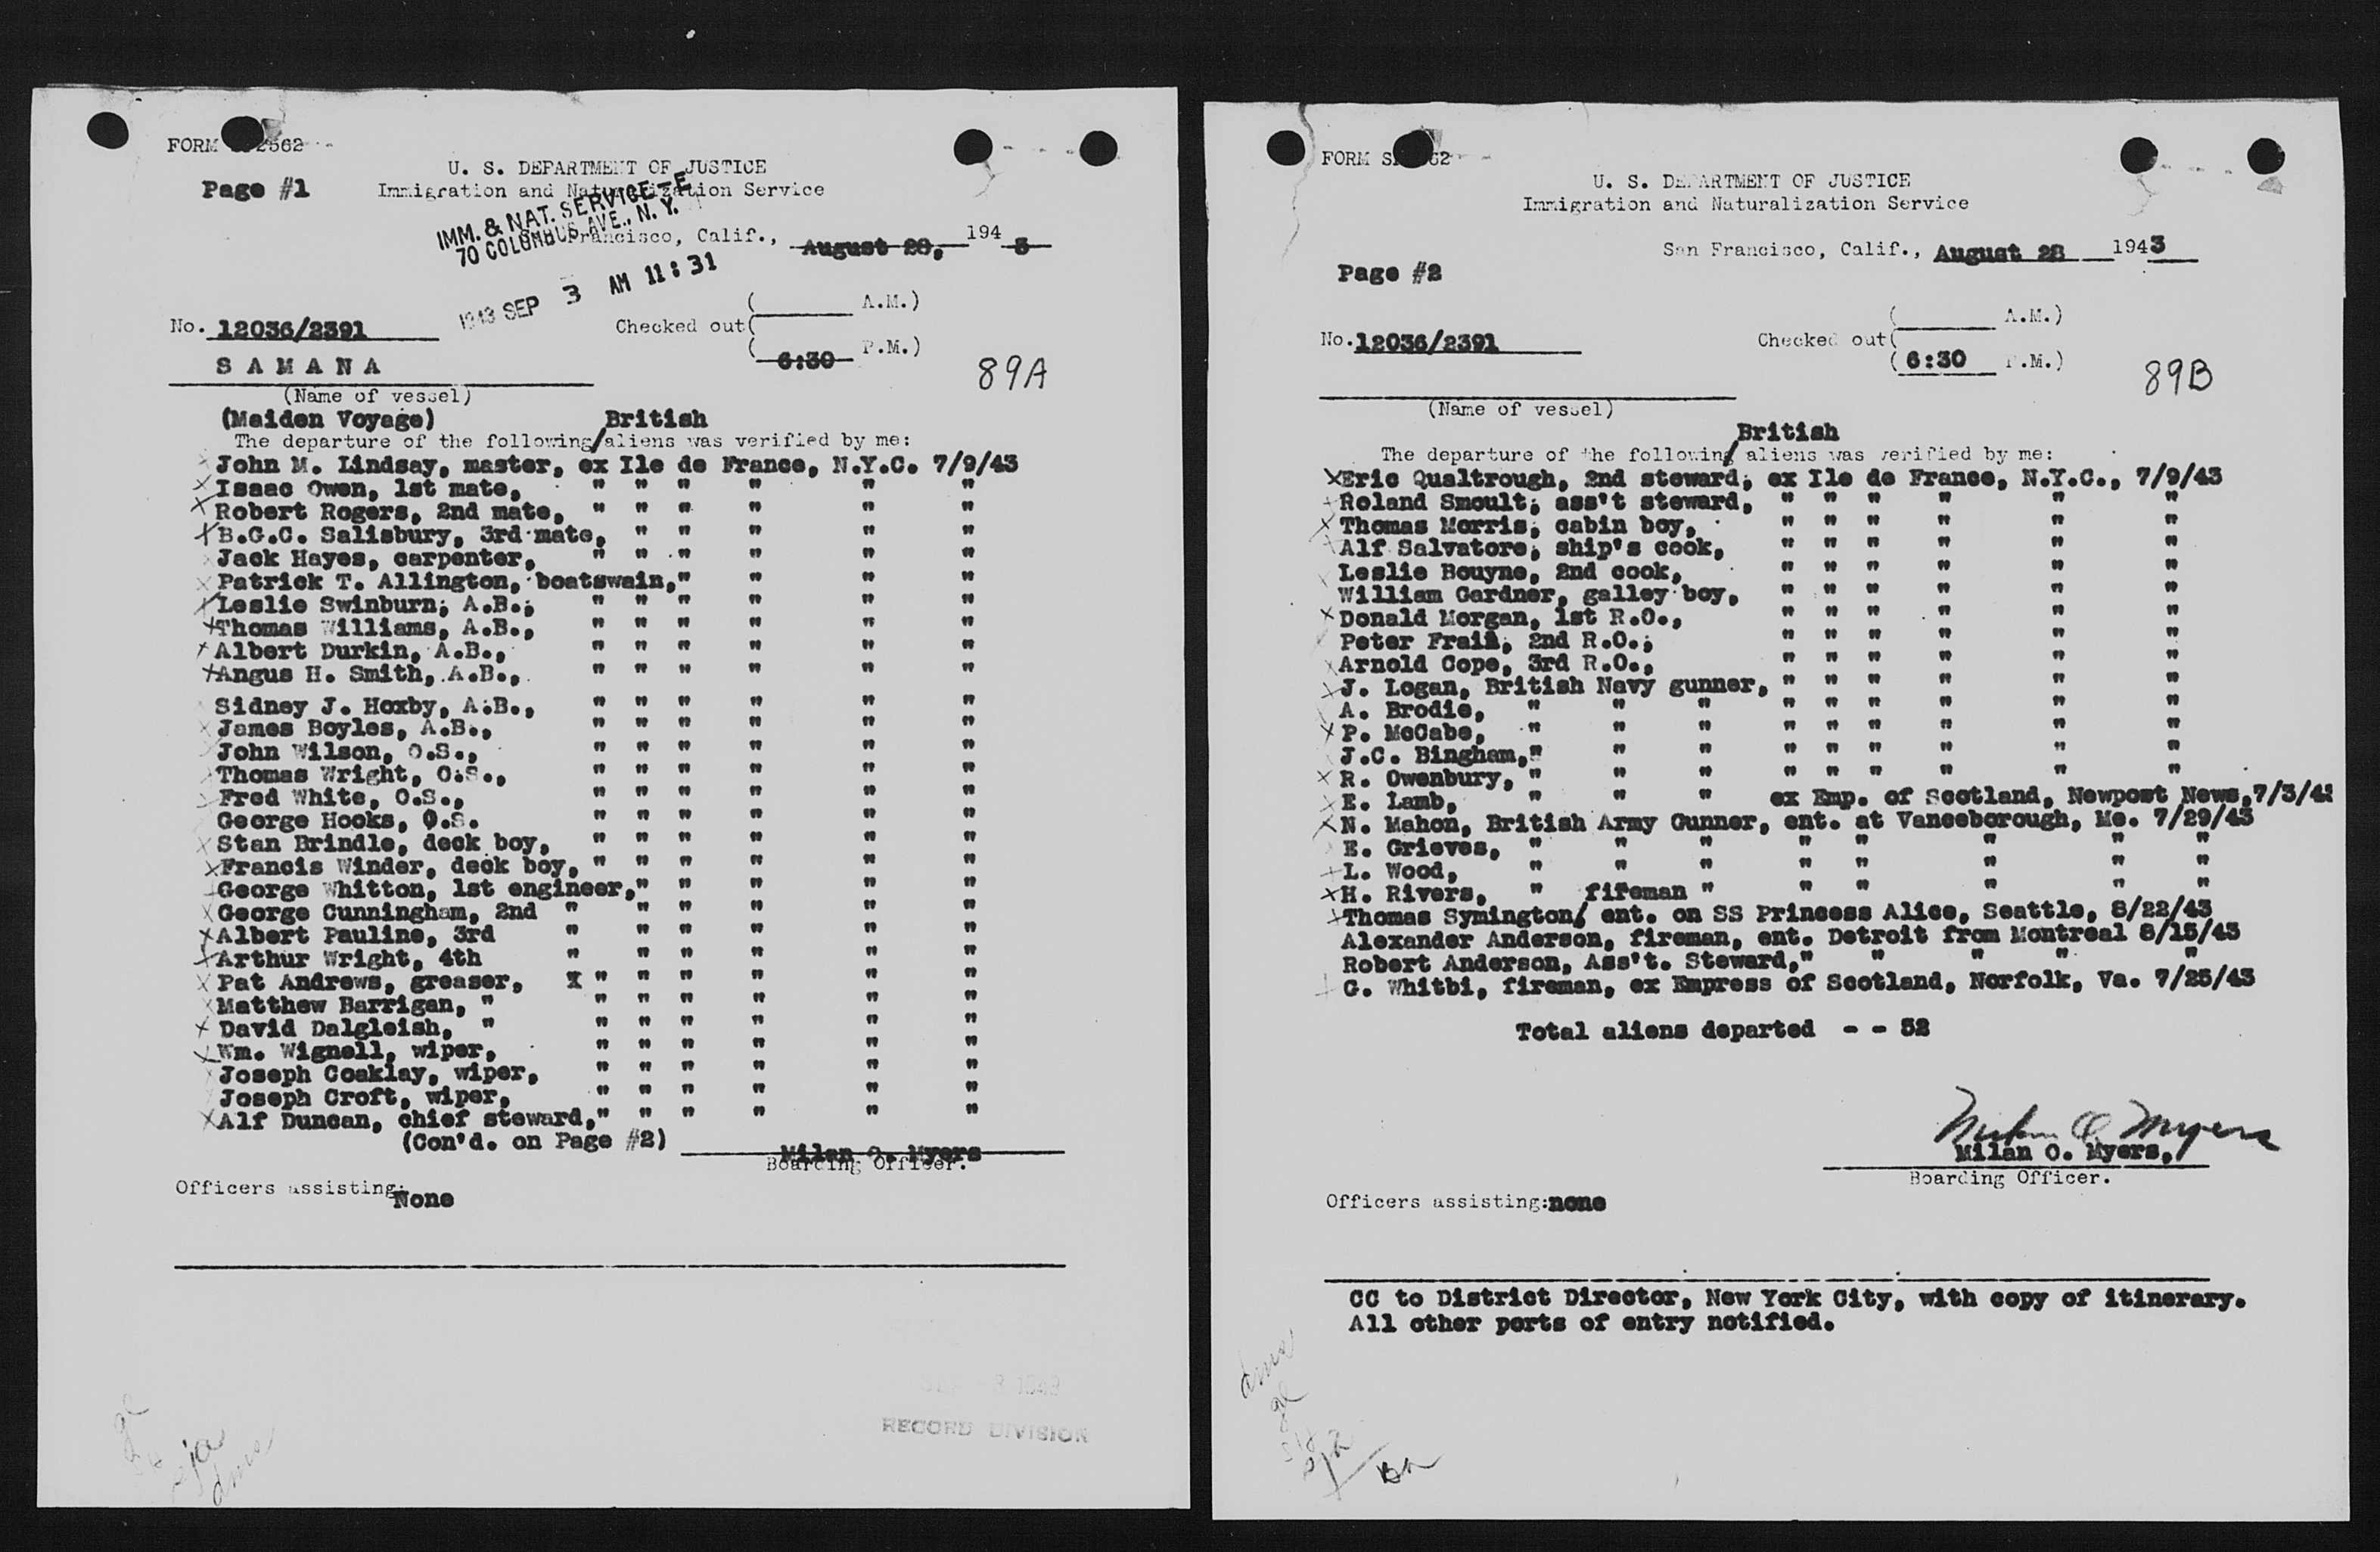 FORM 2562
Page #1
U. S. DEPARTMENT OF JUSTICE
Immigration and Naturalization Service
IMM. & NAT. SERVICE-E
70 COLUMBUS AVE., N. Y.
San Francisco, Calif., August 28, 194 3
1943 SEP 3 AM 11:31
( A.M.)
No. 12036/2391 Checked out(
( 6:30 P.M.)
S A M A N A
89A
(Name of vessel)
(Maiden Voyage) British
The departure of the following/aliens was verified by me:
John M. Lindsay, master, ex Ile de France, N.Y.C. 7/9/43
Isaac Owen, 1st mate, " " " " " "
Robert Rogers, 2nd mate, " " " " " "
B.G.C. Salisbury, 3rd mate, " " " " "
Jack Hayes, carpenter, " " " " " "
Patrick T. Allington, boatswain," " " "
Leslie Swinburn, A.B., " " " " " "
Thomas Williams, A.B., " " " " " "
Albert Durkin, A.B., " " " " " "
Angus H. Smith, A.B., " " " " " "
Sidney J. Hoxby, A.B., " " " " " "
James Boyles, A.B., " " " " " "
John Wilson, O.S., " " " " " "
Thomas Wright, O.S., " " " " " "
Fred White, O.S., " " " " " "
George Hooks, O.S. " " " " " "
Stan Brindle, deck boy, " " " " " "
Francis Winder, deck boy, " " " " " "
George Whitton, 1st engineer," " " " "
George Cunningham, 2nd " " " " " "
Albert Pauline, 3rd " " " " " "
Arthur Wright, 4th " " " " " "
Pat Andrews, greaser, X " " " " " "
Matthew Barrigan, " " " " " " "
David Dalgleish, " " " " " " "
Wm. Wignell, wiper, " " " " " "
Joseph Coaklay, wiper, " " " " " "
Joseph Croft, wiper, " " " " " "
Alf Duncan, chief steward," " " " " "
(Con'd. on Page #2)
Milan O. Myers
Boarding Officer.
Officers assisting: None
RECORD DIVISION
FORM
U. S. DEPARTMENT OF JUSTICE
Immigration and Naturalization Service
San Francisco, Calif., August 28 1943
Page #2
( A.M.)
No. 12036/2391 Checked out(
( 6:30 P.M.)
89B
(Name of vessel)
British
The departure of the following/ aliens was verified by me:
Eric Qualtrough, 2nd steward, ex Ile de France, N.Y.C., 7/9/43
Roland Smoult, ass't steward, " " " " " "
Thomas Morris, cabin boy, " " " " " "
Alf Salvatore, ship's cook, " " " " " "
Leslie Bouyne, 2nd cook, " " " " " "
William Gardner, galley boy, " " " " " "
Donald Morgan, 1st R.O., " " " " " "
Peter Frain, 2nd R.O., " " " " " "
Arnold Cope, 3rd R.O., " " " " " "
J. Logan, British Navy gunner, " " " " " "
A. Brodie, " " " " " " " " "
P. McCabe, " " " " " " " " "
J.C. Bingham," " " " " " " " "
R. Owenbury, " " " " " " " " "
E. Lamb, " " " ex Emp. of Scotland, Newport News, 7/3/43
N. Mahon, British Army Gunner, ent. at Vanceborough, Me. 7/29/43
E. Grieves, " " " " " " " "
L. Wood, " " " " " " " "
H. Rivers, " fireman " " " " " "
Thomas Symington/ ent. on SS Princess Alice, Seattle, 8/22/43
Alexander Anderson, fireman, ent. Detroit from Montreal 8/15/43
Robert Anderson, Ass't. Steward," " " " "
G. Whitbi, fireman, ex Empress of Scotland, Norfolk, Va. 7/25/43
Total aliens departed - - 52
Milan O. Myers
Milan O. Myers,
Boarding Officer.
Officers assisting: none
CC to District Director, New York City, with copy of itinerary.
All other ports of entry notified.